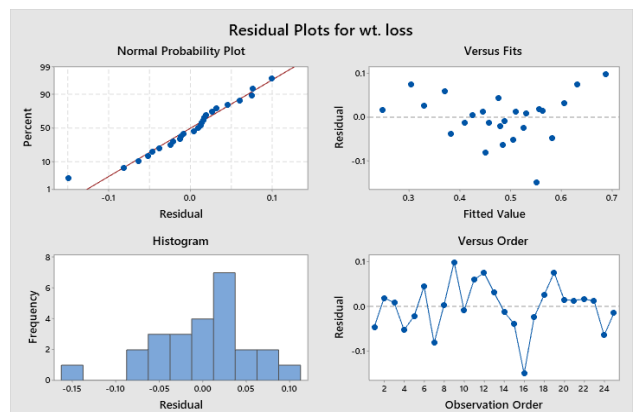 Residual Plots for wt. loss
Normal Probability Plot
99
90
50
10
1
Percent
-0.1 0.0 0.1
Residual
Versus Fits
0.1
0.0
-0.1
Residual
0.3 0.4 0.5 0.6 0.7
Fitted Value
Histogram
8
6
4
2
0
Frequency
-0.15 -0.10 -0.05 0.00 0.05 0.10
Residual
Versus Order
0.1
0.0
-0.1
Residual
2 4 6 8 10 12 14 16 18 20 22 24
Observation Order